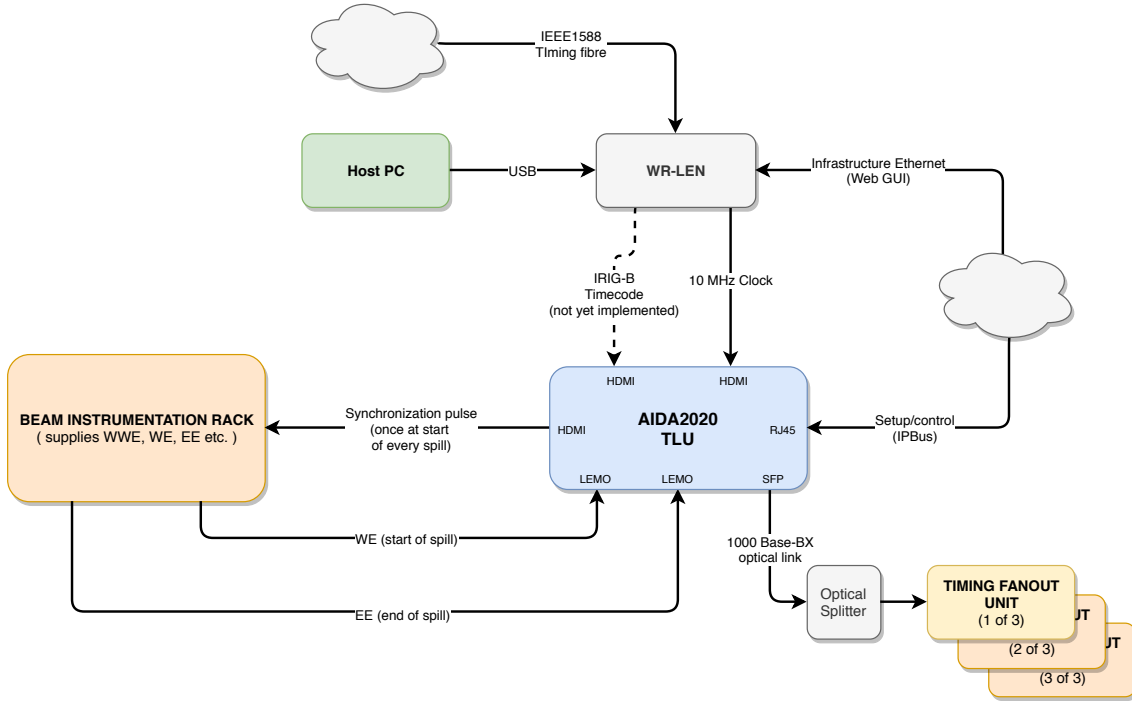 IEEE1588
TIming fibre
Host PC
USB
WR-LEN
Infrastructure Ethernet
(Web GUI)
IRIG-B
Timecode
(not yet implemented)
10 MHz Clock
HDMI
HDMI
BEAM INSTRUMENTATION RACK
( supplies WWE, WE, EE etc. )
Synchronization pulse
(once at start
of every spill)
HDMI
AIDA2020
TLU
RJ45
Setup/control
(IPBus)
LEMO
LEMO
SFP
WE (start of spill)
EE (end of spill)
1000 Base-BX
optical link
Optical
Splitter
TIMING FANOUT
UNIT
(1 of 3)
UT
(2 of 3)
UT
(3 of 3)